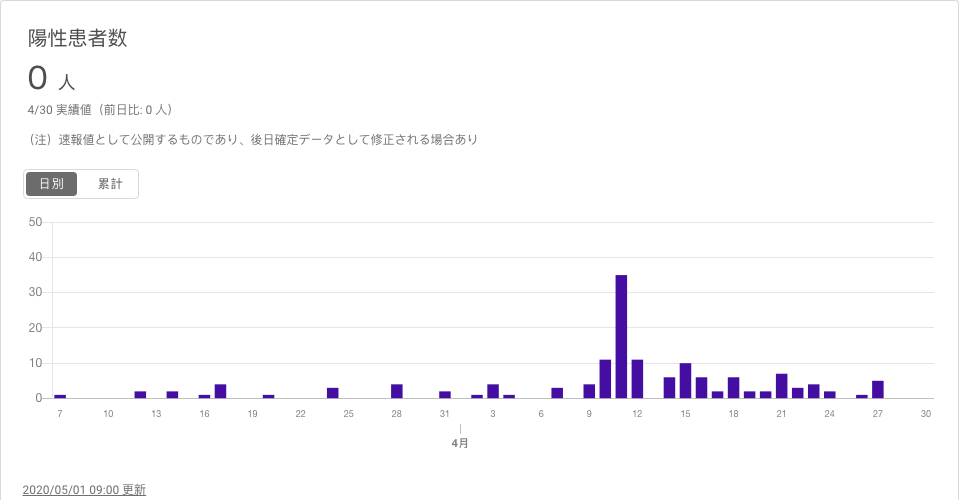 陽性患者数
0 人
4/30 実績値（前日比: 0 人）
（注）速報値として公開するものであり、後日確定データとして修正される場合あり
日別 累計
50
40
30
20
10
0
7 10 13 16 19 22 25 28 31 3 6 9 12 15 18 21 24 27 30
4月
2020/05/01 09:00 更新